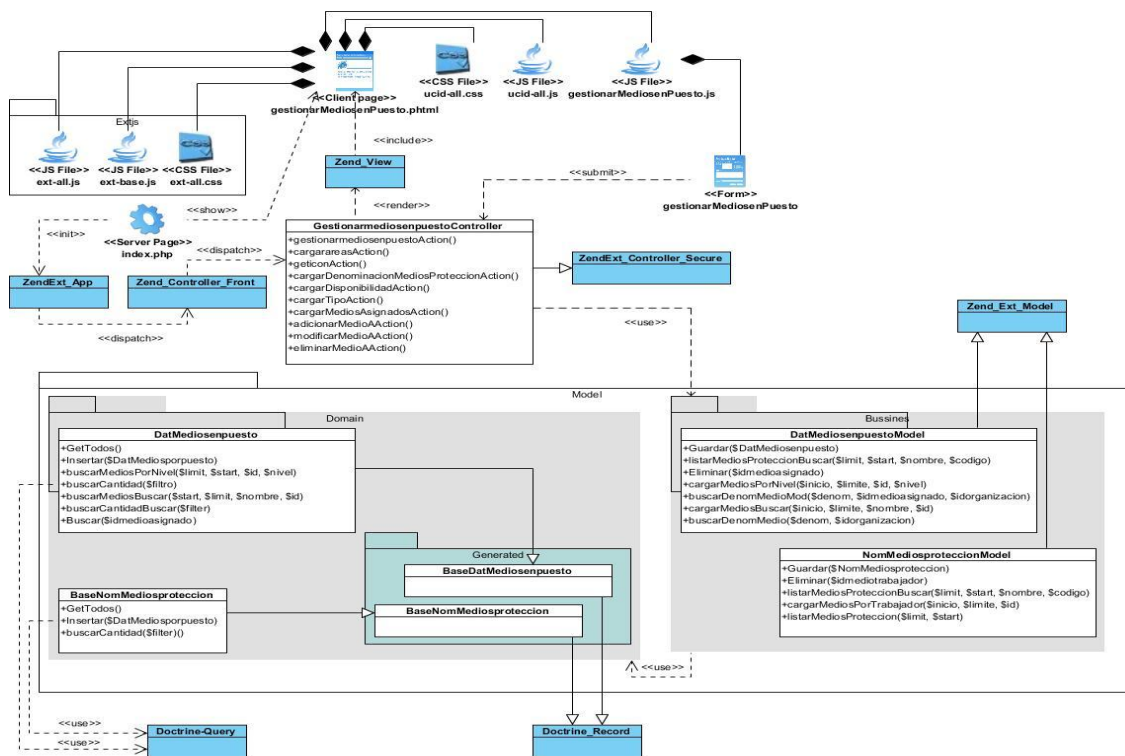 <<CSS File>>
ucid-all.css
<<JS File>>
ucid-all.js
<<JS File>>
gestionarMediosenPuesto.js
<<Client page>>
gestionarMediosenPuesto.phtml
Extjs
<<JS File>>
ext-all.js
<<JS File>>
ext-base.js
<<CSS File>>
ext-all.css
<<include>>
Zend_View
<<submit>>
<<Form>>
gestionarMediosenPuesto
<<show>>
<<render>>
<<Server Page>>
index.php
<<init>>
<<dispatch>>
ZendExt_App
Zend_Controller_Front
<<dispatch>>
GestionarmediosenpuestoController
+gestionarmediosenpuestoAction()
+cargarareasAction()
+geticonAction()
+cargarDenominacionMediosProteccionAction()
+cargarDisponibilidadAction()
+cargarTipoAction()
+cargarMediosAsignadosAction()
+adicionarMedioAAction()
+modificarMedioAAction()
+eliminarMedioAAction()
ZendExt_Controller_Secure
<<use>>
Zend_Ext_Model
Model
Domain
DatMediosenpuesto
+GetTodos()
+Insertar($DatMediosporpuesto)
+buscarMediosPorNivel($limit, $start, $id, $nivel)
+buscarCantidad($filtro)
+buscarMediosBuscar($start, $limit, $nombre, $id)
+buscarCantidadBuscar($filter)
+Buscar($idmedioasignado)
Bussines
DatMediosenpuestoModel
+Guardar($DatMediosenpuesto)
+listarMediosProteccionBuscar($limit, $start, $nombre, $codigo)
+Eliminar($idmedioasignado)
+cargarMediosPorNivel($inicio, $limite, $id, $nivel)
+buscarDenomMedioMod($denom, $idmedioasignado, $idorganizacion)
+cargarMediosBuscar($inicio, $limite, $nombre, $id)
+buscarDenomMedio($denom, $idorganizacion)
Generated
BaseDatMediosenpuesto
BaseNomMediosproteccion
BaseNomMediosproteccion
+GetTodos()
+Insertar($DatMediosporpuesto)
+buscarCantidad($filter)()
NomMediosproteccionModel
+Guardar($NomMediosproteccion)
+Eliminar($idmediotrabajador)
+listarMediosProteccionBuscar($limit, $start, $nombre, $codigo)
+cargarMediosPorTrabajador($inicio, $limite, $id)
+listarMediosProteccion($limit, $start)
<<use>>
<<use>>
<<use>>
Doctrine-Query
Doctrine_Record